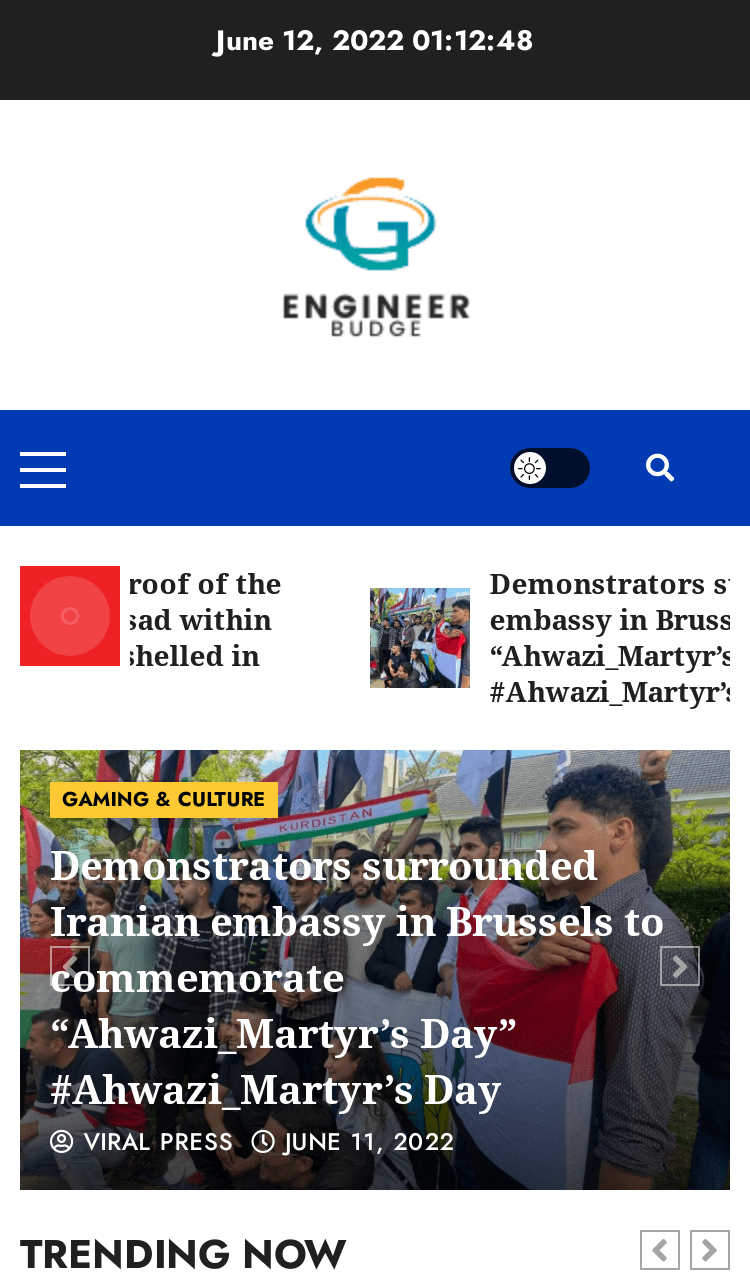 June 12, 2022 01:12:48
ENGINEER
BUDGE
roof of the
sad within
shelled in
Demonstrators
embassy in Bruss
“Ahwazi_Martyr’s
#Ahwazi_Martyr’s
GAMING & CULTURE
KURDISTAN
Demonstrators surrounded
Iranian embassy in Brussels to
commemorate
“Ahwazi_Martyr’s Day”
#Ahwazi_Martyr’s Day
VIRAL PRESS JUNE 11, 2022
TRENDING NOW